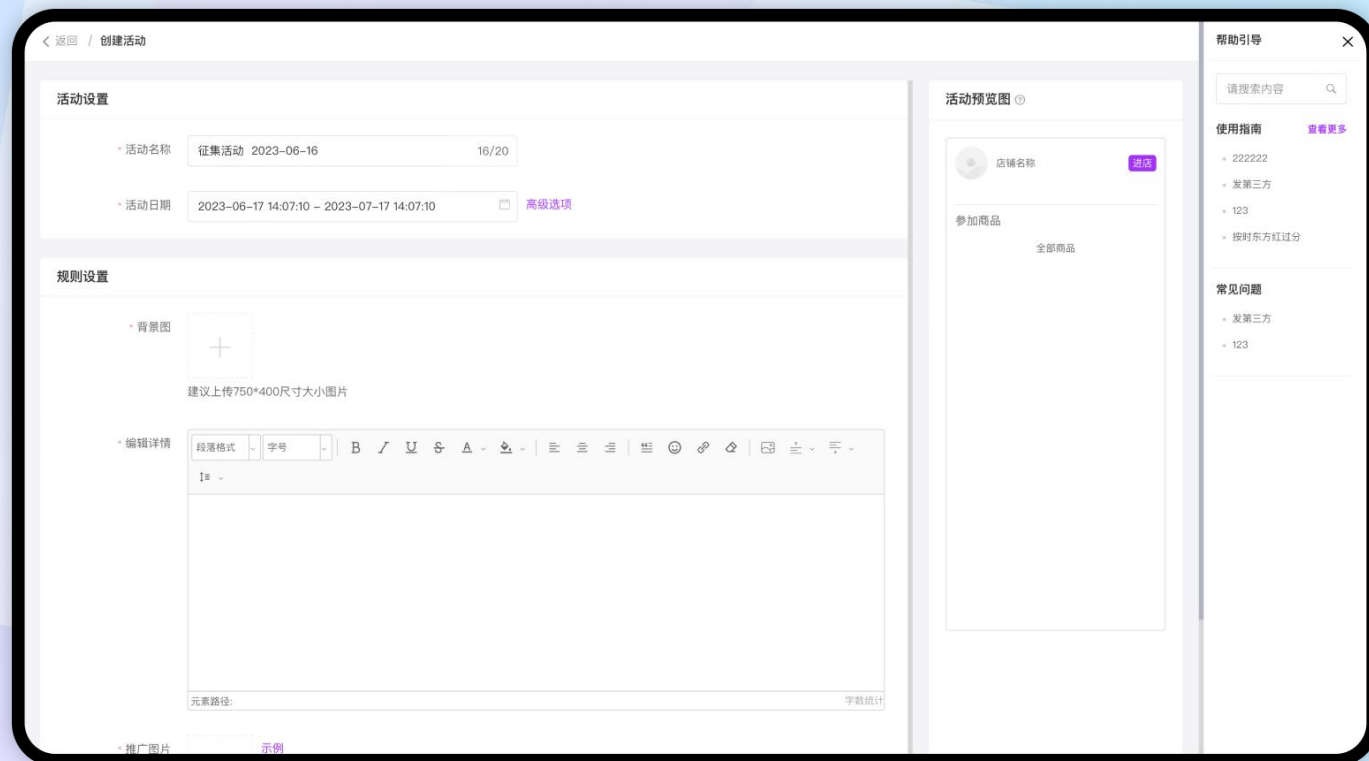 返回 / 创建活动
活动设置
* 活动名称 征集活动 2023-06-16 16/20
* 活动日期 2023-06-17 14:07:10 - 2023-07-17 14:07:10 高级选项
规则设置
* 背景图
建议上传750*400尺寸大小图片
* 编辑详情
段落格式 字号 B I U S A
元素路径: 字数统计
* 推广图片 示例
活动预览图
店铺名称 进店
参加商品
全部商品
帮助引导
请搜索内容
使用指南 查看更多
222222
发第三方
123
按时东方红过分
常见问题
发第三方
123